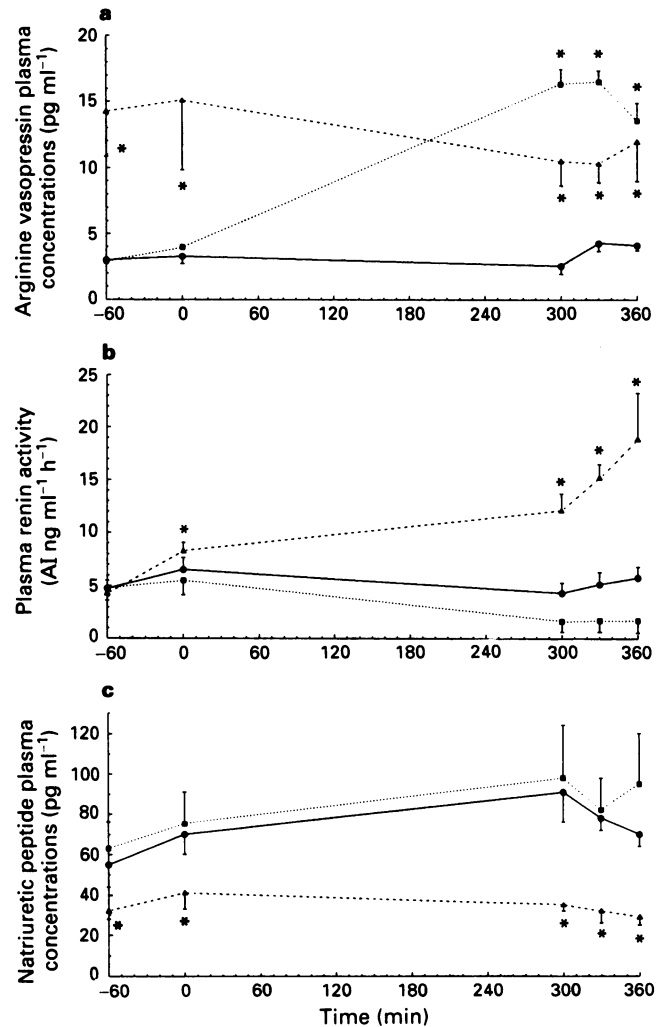 a
Arginine vasopressin plasma
concentrations (pg ml⁻¹)
20
15
10
5
0
−60 0 60 120 180 240 300 360
* * * * * * * *
b
Plasma renin activity
(AI ng ml⁻¹ h⁻¹)
25
20
15
10
5
0
−60 0 60 120 180 240 300 360
* * * *
c
Natriuretic peptide plasma
concentrations (pg ml⁻¹)
120
100
80
60
40
20
0
−60 0 60 120 180 240 300 360
* * * * *
Time (min)